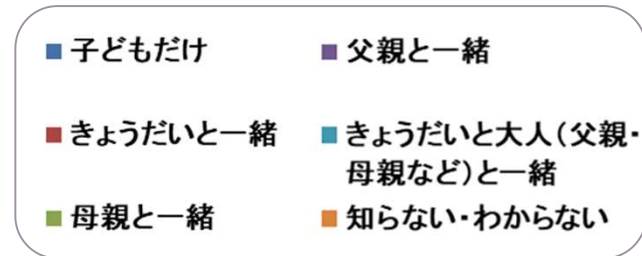 子どもだけ
父親と一緒
きょうだいと一緒
きょうだいと大人(父親・
母親など)と一緒
母親と一緒
知らない・わからない